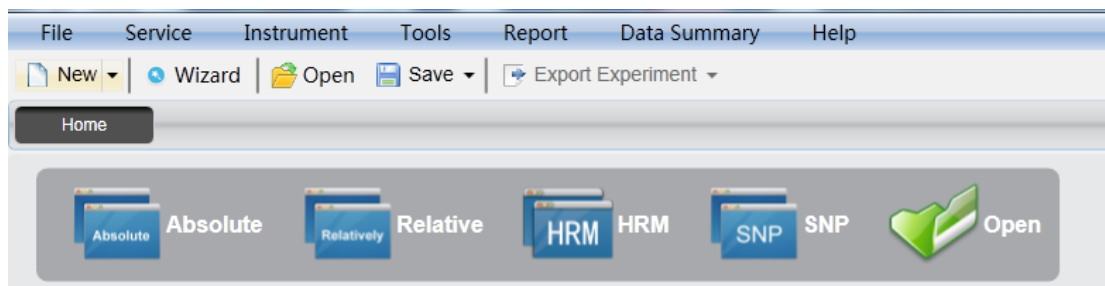 File Service Instrument Tools Report Data Summary Help
New Wizard Open Save Export Experiment
Home
Absolute Absolute Relatively Relative HRM HRM SNP SNP Open